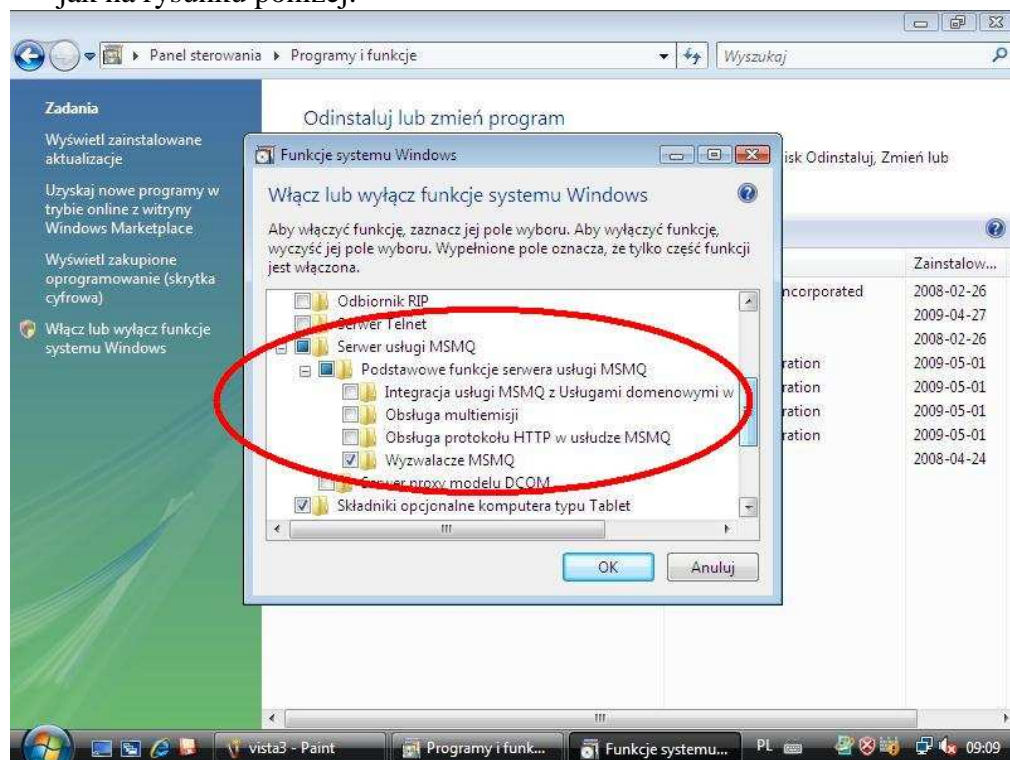 jak na rysunku poniżej.
Panel sterowania ▸ Programy i funkcje
Wyszukaj
Zadania
Wyświetl zainstalowane
aktualizacje
Uzyskaj nowe programy w
trybie online z witryny
Windows Marketplace
Wyświetl zakupione
oprogramowanie (skrytka
cyfrowa)
Włącz lub wyłącz funkcje
systemu Windows
Odinstaluj lub zmień program
isk Odinstaluj, Zmień lub
Zainstalow...
ncorporated 2008-02-26
2009-04-27
2008-02-26
ration 2009-05-01
ration 2009-05-01
ration 2009-05-01
ration 2009-05-01
2008-04-24
Funkcje systemu Windows
Włącz lub wyłącz funkcje systemu Windows
Aby włączyć funkcję, zaznacz jej pole wyboru. Aby wyłączyć funkcję,
wyczyść jej pole wyboru. Wypełnione pole oznacza, że tylko część funkcji
jest włączona.
Odbiornik RIP
Serwer Telnet
Serwer usługi MSMQ
Podstawowe funkcje serwera usługi MSMQ
Integracja usługi MSMQ z Usługami domenowymi w
Obsługa multiemisji
Obsługa protokołu HTTP w usłudze MSMQ
Wyzwalacze MSMQ
Serwer proxy modelu DCOM
Składniki opcjonalne komputera typu Tablet
OK
Anuluj
vista3 - Paint
Programy i funk...
Funkcje systemu...
PL
09:09